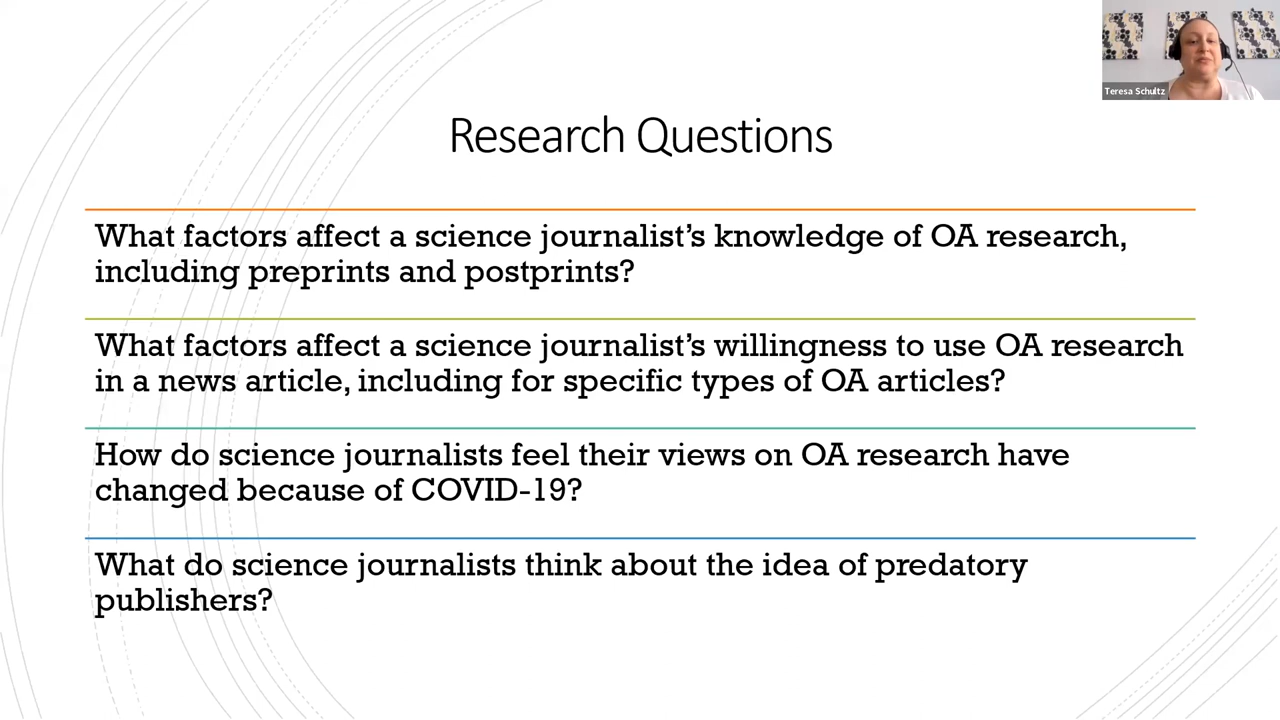 Teresa Schultz
Research Questions
What factors affect a science journalist’s knowledge of OA research,
including preprints and postprints?
What factors affect a science journalist’s willingness to use OA research
in a news article, including for specific types of OA articles?
How do science journalists feel their views on OA research have
changed because of COVID-19?
What do science journalists think about the idea of predatory
publishers?